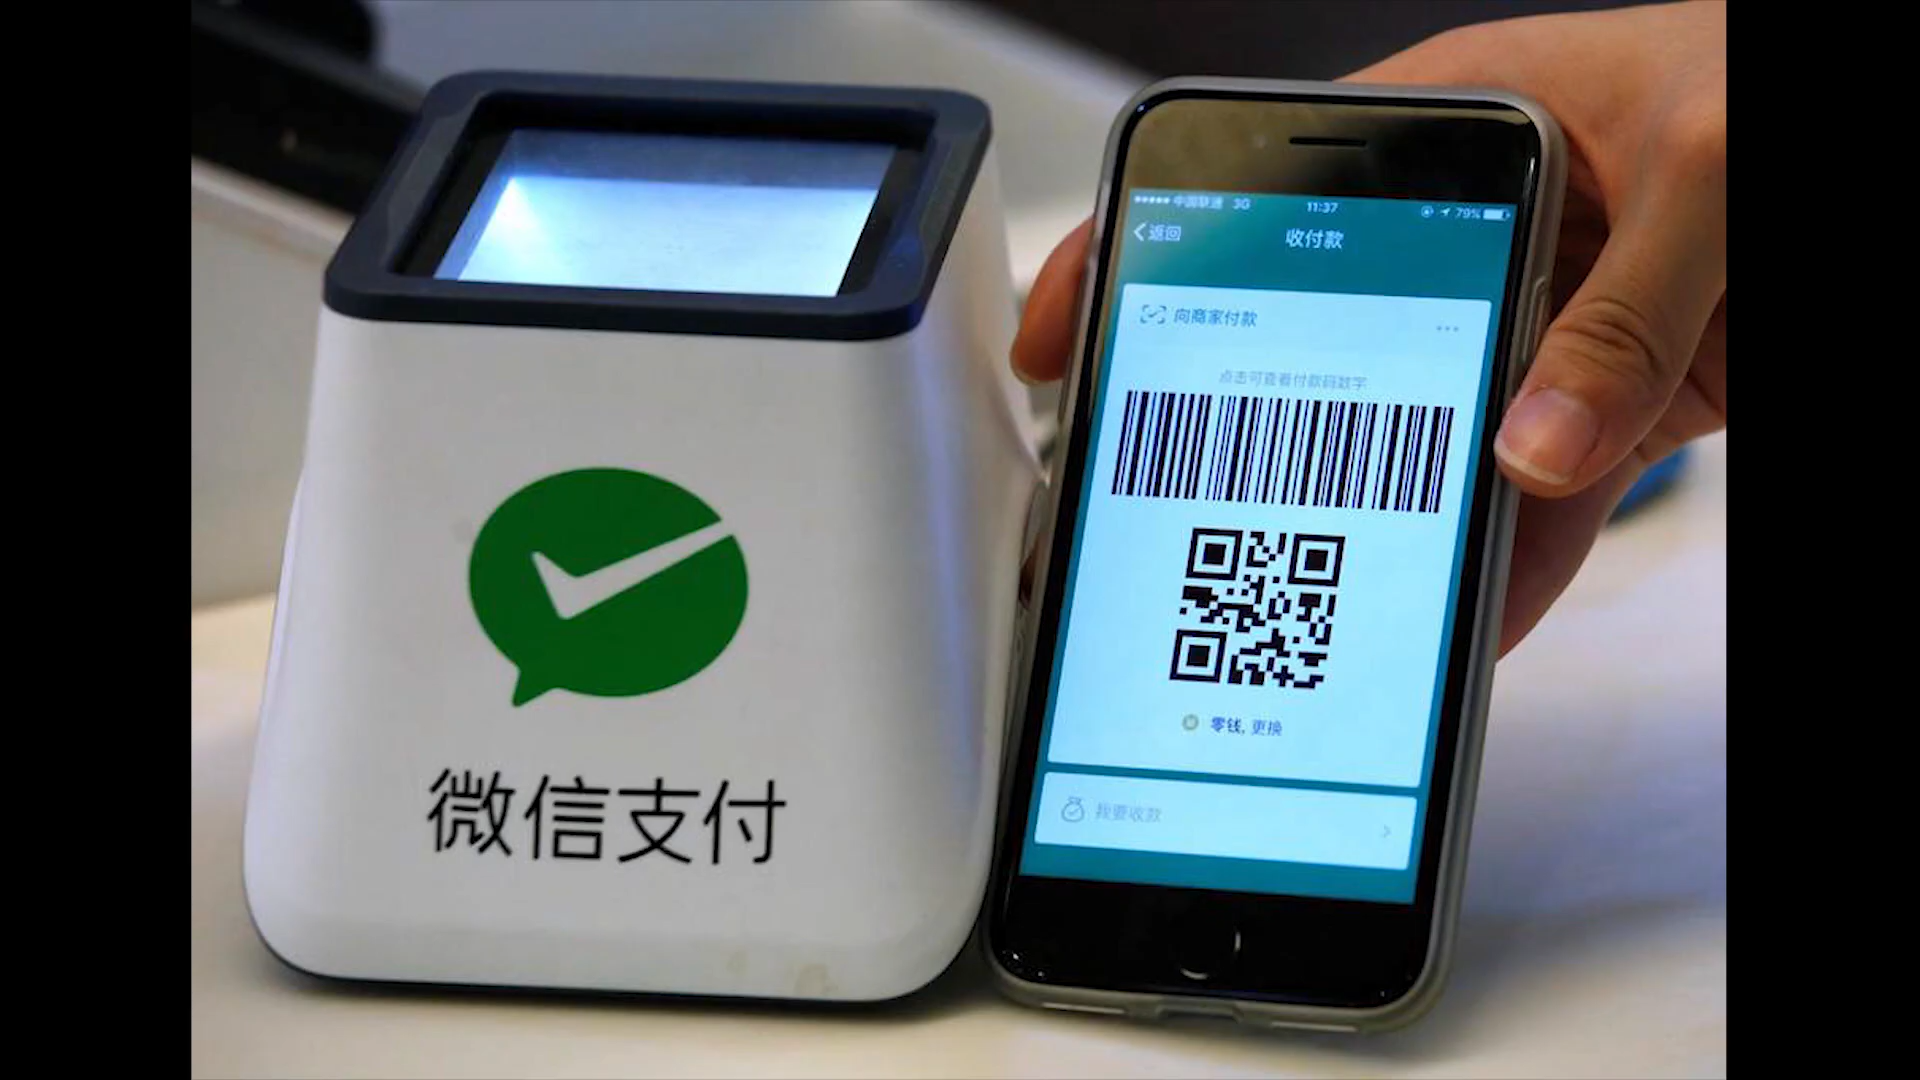 微信支付
中国联通 3G 11:37 79%
返回 收付款
向商家付款
点击可查看付款码数字
零钱, 更换
我要收款